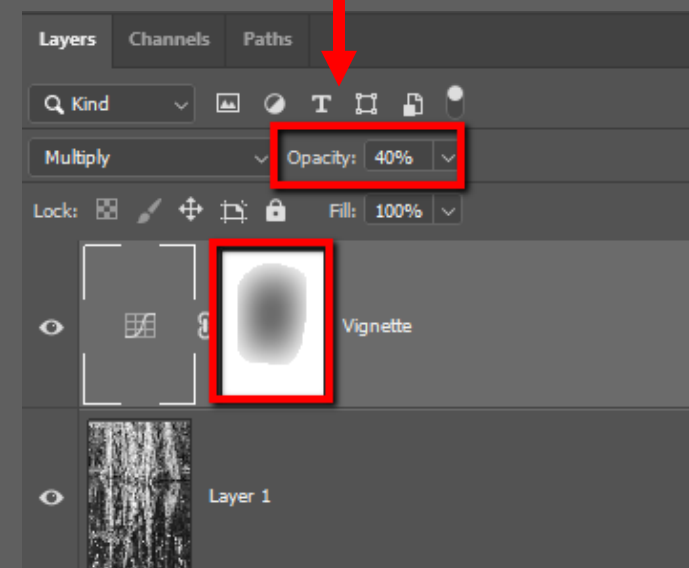 Layers Channels Paths
Kind T
Multiply Opacity: 40%
Lock: Fill: 100%
Vignette
Layer 1